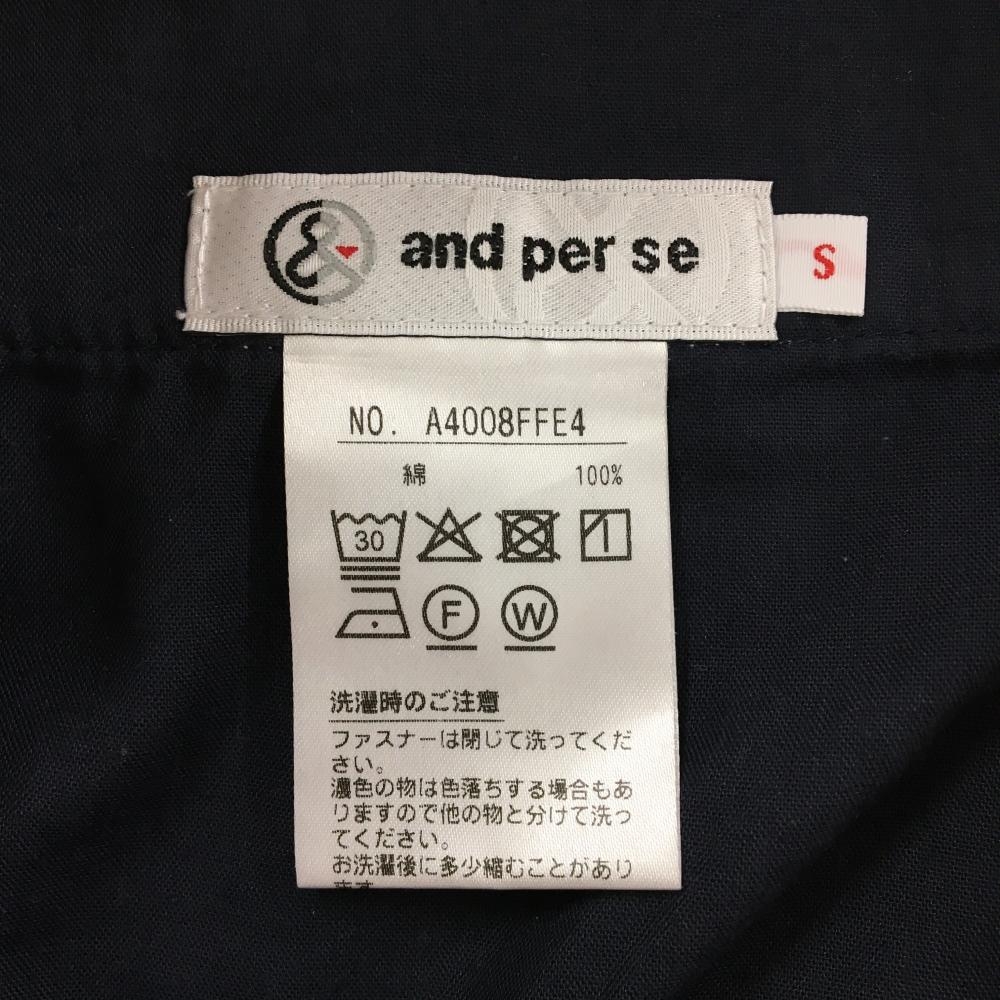 and per se
S
NO. A4008FFE4
綿 100%
30
F W
洗濯時のご注意
ファスナーは閉じて洗ってくだ
さい。
濃色の物は色落ちする場合もあ
りますので他の物と分けて洗っ
てください。
お洗濯後に多少縮むことがあり
ます